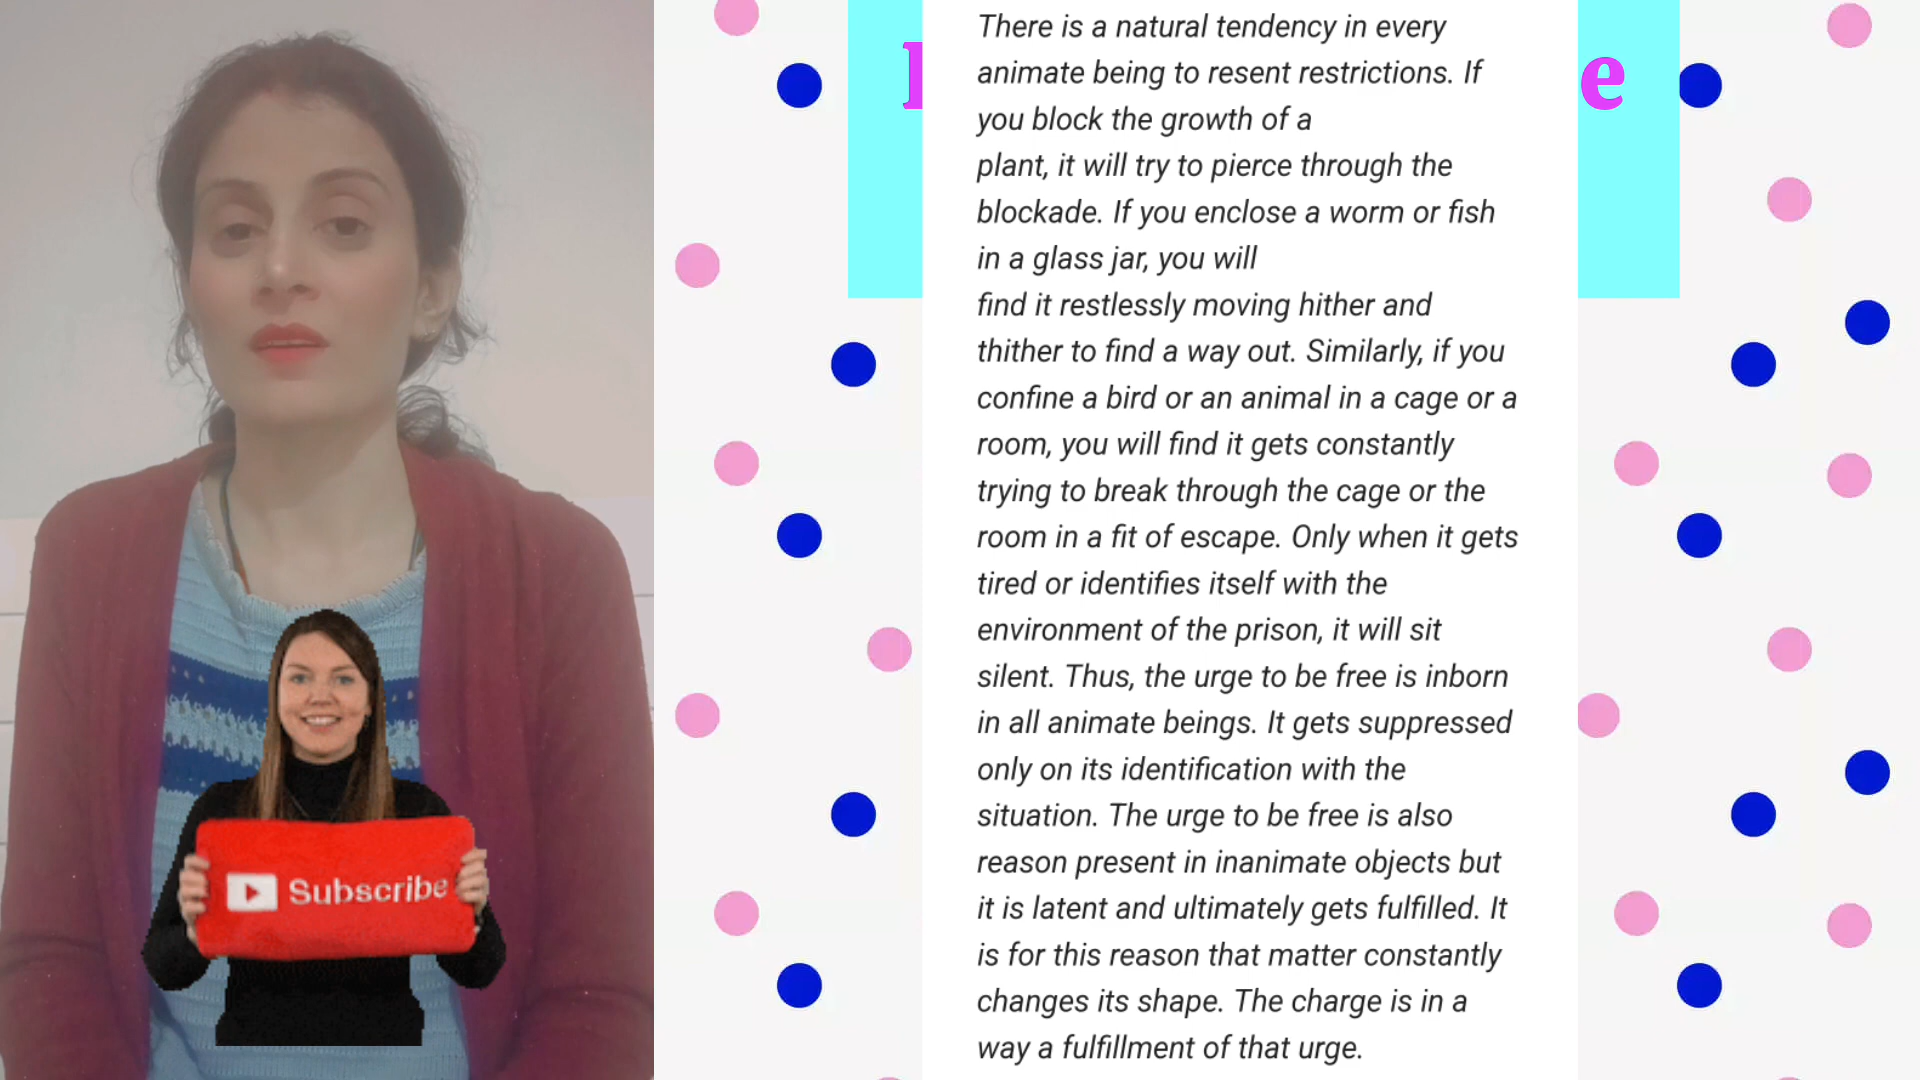 There is a natural tendency in every
animate being to resent restrictions. If
you block the growth of a
plant, it will try to pierce through the
blockade. If you enclose a worm or fish
in a glass jar, you will
find it restlessly moving hither and
thither to find a way out. Similarly, if you
confine a bird or an animal in a cage or a
room, you will find it gets constantly
trying to break through the cage or the
room in a fit of escape. Only when it gets
tired or identifies itself with the
environment of the prison, it will sit
silent. Thus, the urge to be free is inborn
in all animate beings. It gets suppressed
only on its identification with the
situation. The urge to be free is also
reason present in inanimate objects but
it is latent and ultimately gets fulfilled. It
is for this reason that matter constantly
changes its shape. The charge is in a
way a fulfillment of that urge.
Subscribe